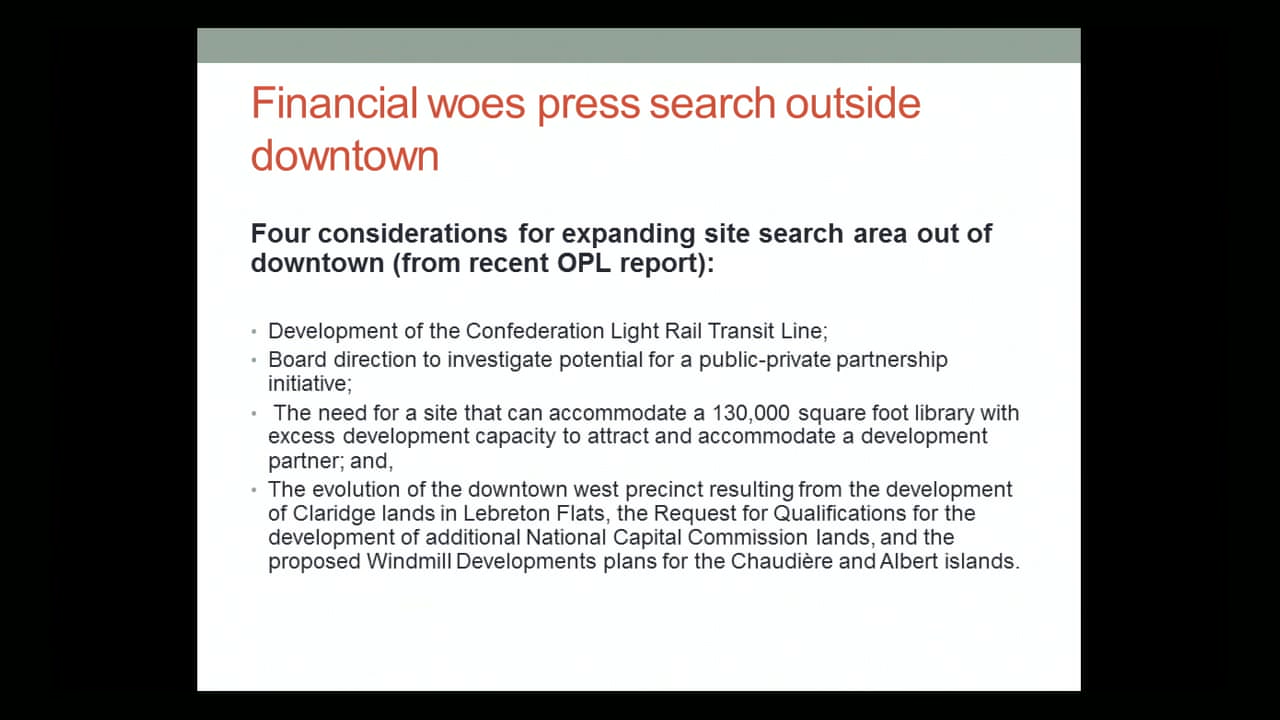 Financial woes press search outside
downtown
Four considerations for expanding site search area out of
downtown (from recent OPL report):
• Development of the Confederation Light Rail Transit Line;
• Board direction to investigate potential for a public-private partnership
initiative;
• The need for a site that can accommodate a 130,000 square foot library with
excess development capacity to attract and accommodate a development
partner; and,
• The evolution of the downtown west precinct resulting from the development
of Claridge lands in Lebreton Flats, the Request for Qualifications for the
development of additional National Capital Commission lands, and the
proposed Windmill Developments plans for the Chaudière and Albert islands.